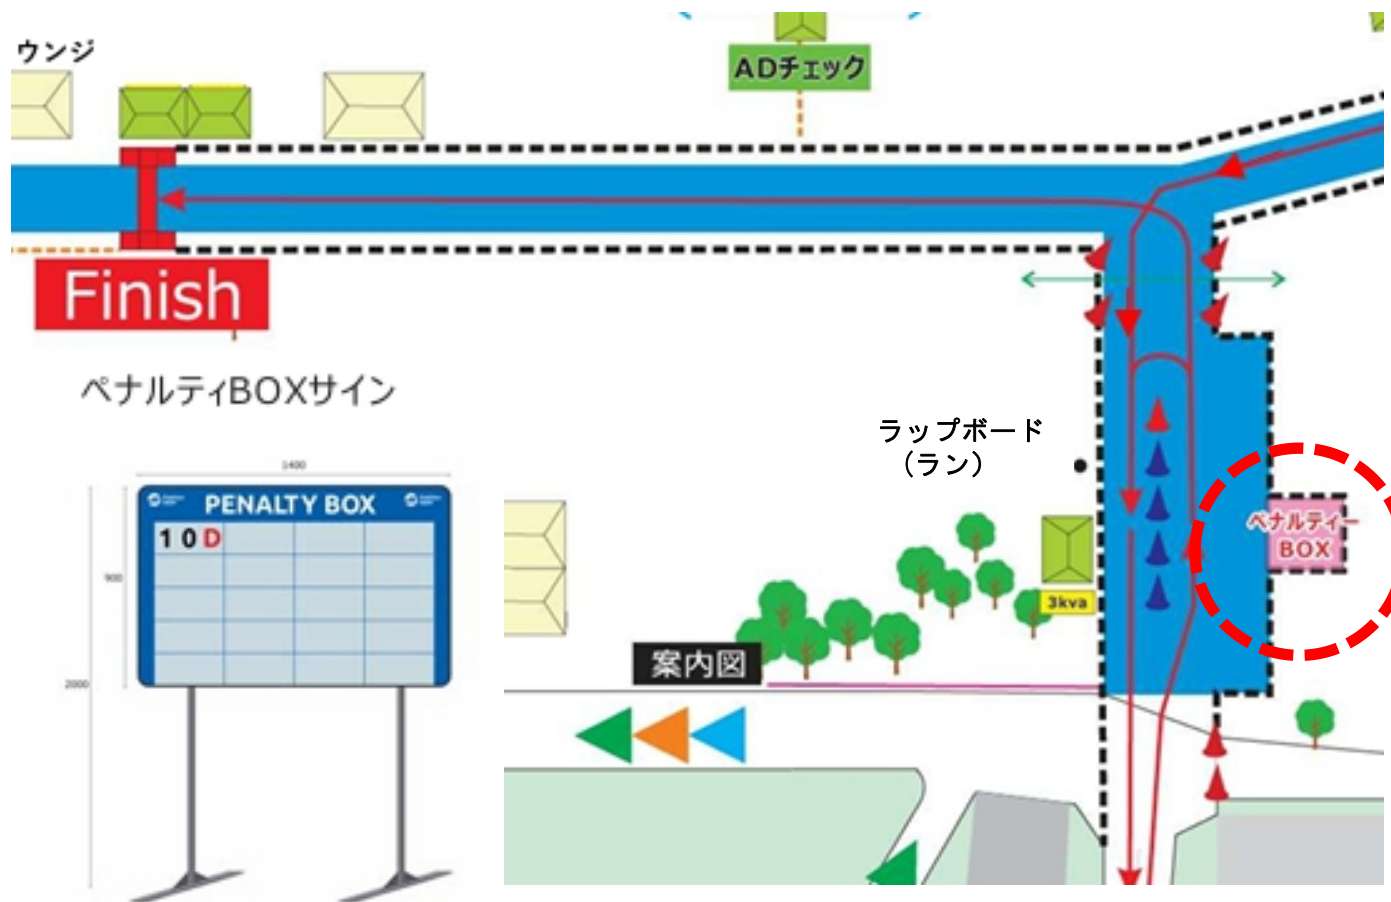 ウンジ
ADチェック
Finish
ペナルティBOXサイン
ラップボード
（ラン）
1400
PENALTY BOX
10D
900
2000
ペナルティー
BOX
3kva
案内図